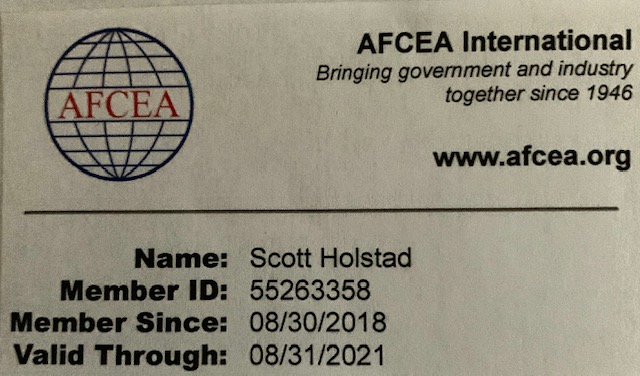 AFCEA
AFCEA International
Bringing government and industry
together since 1946
www.afcea.org
Name: Scott Holstad
Member ID: 55263358
Member Since: 08/30/2018
Valid Through: 08/31/2021